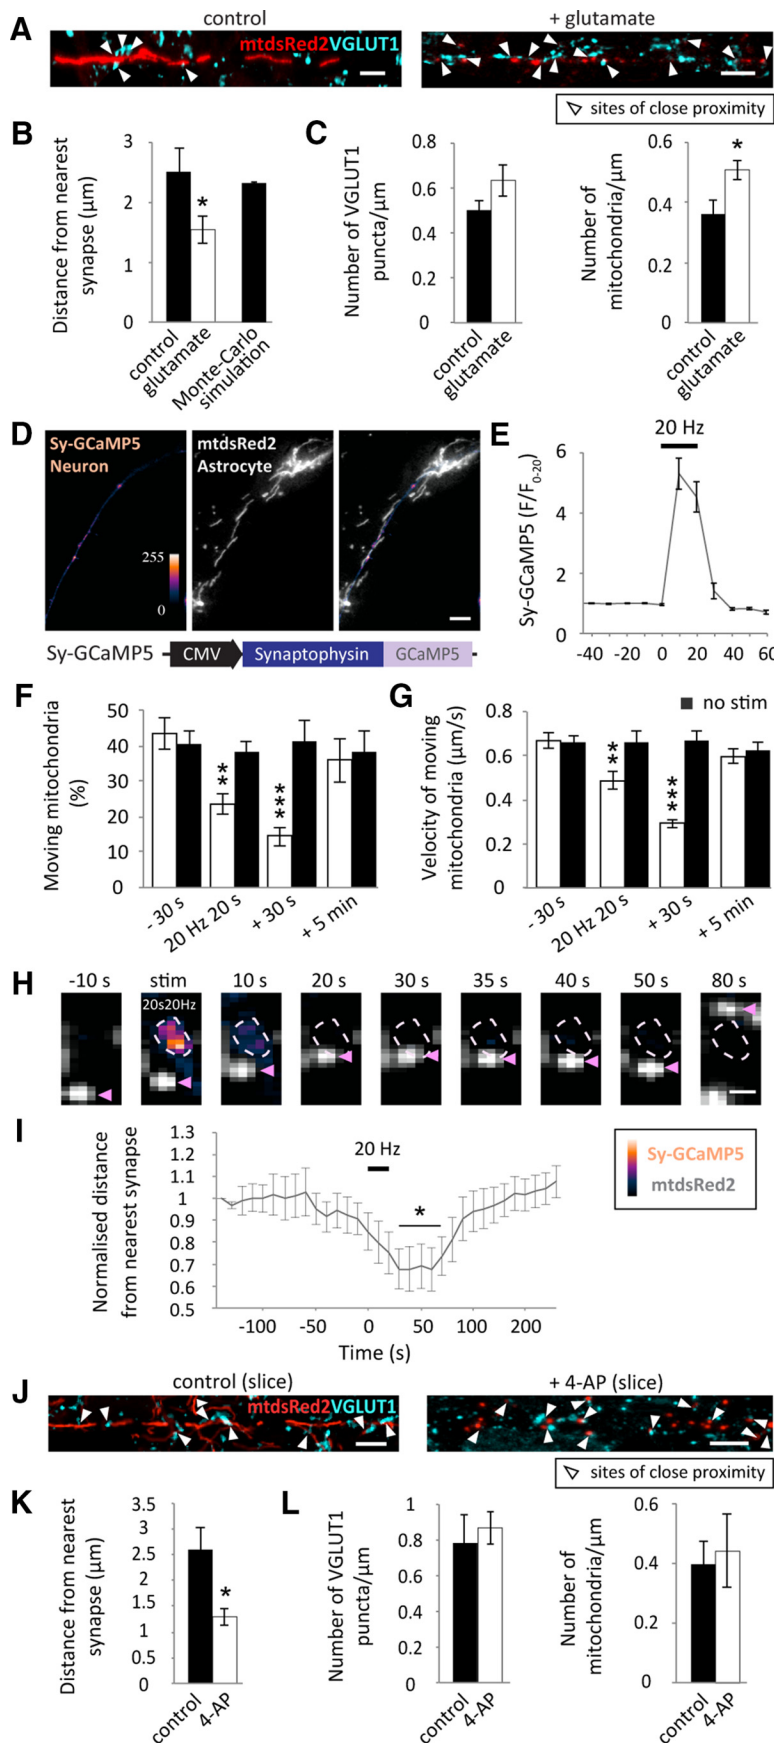 A
control
+ glutamate
mtdsRed2VGLUT1
sites of close proximity
B
Distance from nearest
synapse (μm)
3
2
1
0
control
glutamate
Monte-Carlo
simulation
C
Number of VGLUT1
puncta/μm
0.8
0.6
0.4
0.2
0
control
glutamate
Number of
mitochondria/μm
0.6
0.4
0.2
0
control
glutamate
*
*
D
Sy-GCaMP5
Neuron
255
0
mtdsRed2
Astrocyte
Sy-GCaMP5
CMV
Synaptophysin
GCaMP5
E
20 Hz
Sy-GCaMP5 (F/F0-20)
6
4
2
0
-40
-20
0
20
40
60
F
Moving mitochondria
(%)
50
40
30
20
10
0
**
***
- 30 s
20 Hz 20 s
+ 30 s
+ 5 min
G
no stim
Velocity of moving
mitochondria (μm/s)
0.8
0.6
0.4
0.2
0
**
***
- 30 s
20 Hz 20 s
+ 30 s
+ 5 min
H
-10 s
stim
10 s
20 s
30 s
35 s
40 s
50 s
80 s
20s20Hz
I
Normalised distance
from nearest synapse
1.3
1.2
1.1
1
0.9
0.8
0.7
0.6
0.5
20 Hz
*
-100
-50
0
50
100
200
Time (s)
Sy-GCaMP5
mtdsRed2
J
control (slice)
+ 4-AP (slice)
mtdsRed2VGLUT1
sites of close proximity
K
Distance from nearest
synapse (μm)
3.5
3
2.5
2
1.5
1
0.5
0
*
control
4-AP
L
Number of VGLUT1
puncta/μm
1
0.8
0.6
0.4
0.2
0
control
4-AP
Number of
mitochondria/μm
0.6
0.4
0.2
0
control
4-AP